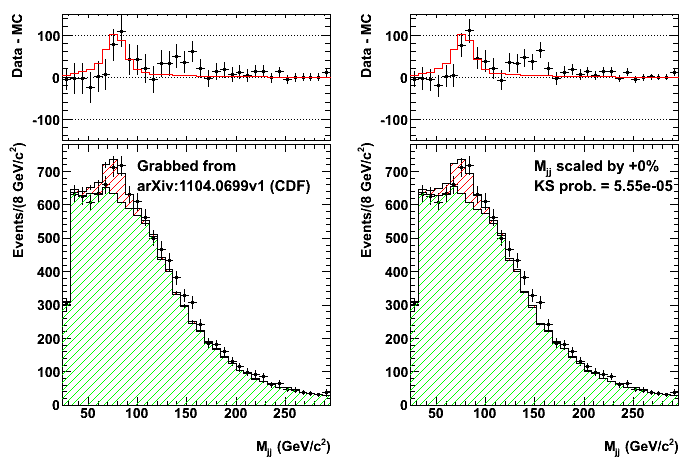 Data - MC
100
0
-100
Events/(8 GeV/c²)
700
600
500
400
300
200
100
0
Grabbed from
arXiv:1104.0699v1 (CDF)
50 100 150 200 250
M_jj (GeV/c²)
Data - MC
100
0
-100
Events/(8 GeV/c²)
700
600
500
400
300
200
100
0
M_jj scaled by +0%
KS prob. = 5.55e-05
50 100 150 200 250
M_jj (GeV/c²)